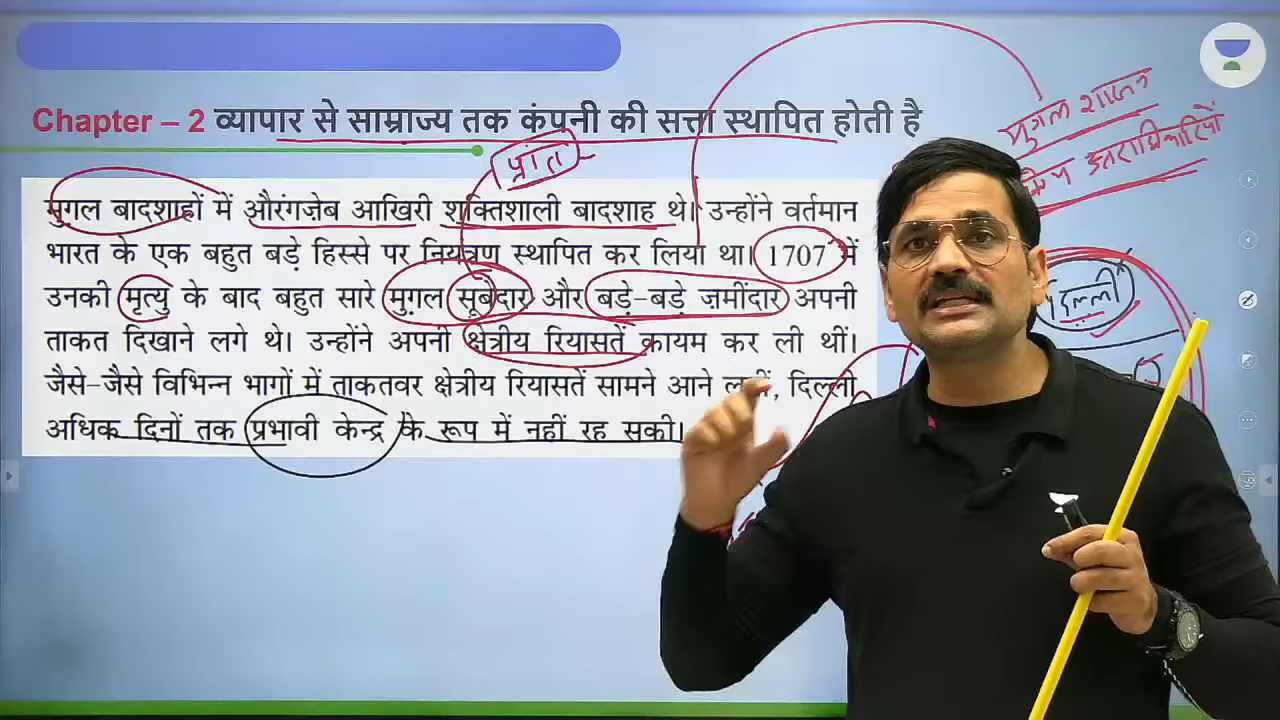 Chapter – 2 व्यापार से साम्राज्य तक कंपनी की सत्ता स्थापित होती है
मुगल शासन
उत्तराधिकारियों
प्रांत
मुग़ल बादशाहों में औरंगज़ेब आखिरी शक्तिशाली बादशाह थे। उन्होंने वर्तमान
भारत के एक बहुत बड़े हिस्से पर नियंत्रण स्थापित कर लिया था। 1707 में
उनकी मृत्यु के बाद बहुत सारे मुग़ल सूबेदार और बड़े-बड़े ज़मींदार अपनी
दिल्ली
ताकत दिखाने लगे थे। उन्होंने अपनी क्षेत्रीय रियासतें क़ायम कर ली थीं।
जैसे-जैसे विभिन्न भागों में ताकतवर क्षेत्रीय रियासतें सामने आने लगीं, दिल्ली
अधिक दिनों तक प्रभावी केन्द्र के रूप में नहीं रह सकी।